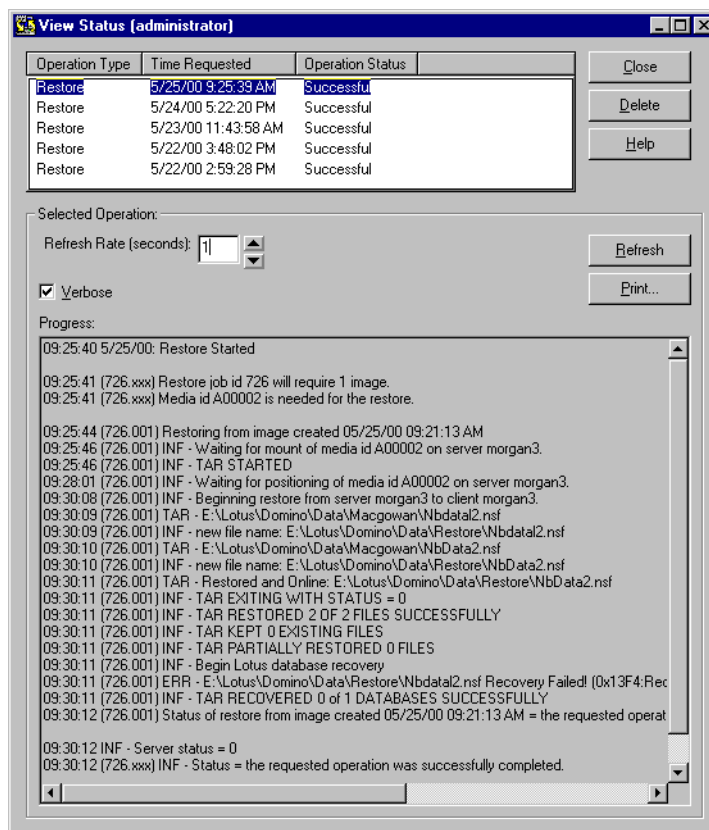 View Status (administrator)
Operation Type Time Requested Operation Status
Restore 5/25/00 9:25:39 AM Successful
Restore 5/24/00 5:22:20 PM Successful
Restore 5/23/00 11:43:58 AM Successful
Restore 5/22/00 3:48:02 PM Successful
Restore 5/22/00 2:59:28 PM Successful
Close
Delete
Help
Selected Operation:
Refresh Rate (seconds): 1
Refresh
Verbose
Print...
Progress:
09:25:40 5/25/00: Restore Started
09:25:41 (726.xxx) Restore job id 726 will require 1 image.
09:25:41 (726.xxx) Media id A00002 is needed for the restore.
09:25:44 (726.001) Restoring from image created 05/25/00 09:21:13 AM
09:25:46 (726.001) INF - Waiting for mount of media id A00002 on server morgan3.
09:25:46 (726.001) INF - TAR STARTED
09:28:01 (726.001) INF - Waiting for positioning of media id A00002 on server morgan3.
09:30:08 (726.001) INF - Beginning restore from server morgan3 to client morgan3.
09:30:09 (726.001) TAR - E:\Lotus\Domino\Data\Macgowan\Nbdatal2.nsf
09:30:09 (726.001) INF - new file name: E:\Lotus\Domino\Data\Restore\Nbdatal2.nsf
09:30:10 (726.001) TAR - E:\Lotus\Domino\Data\Macgowan\NbData2.nsf
09:30:10 (726.001) INF - new file name: E:\Lotus\Domino\Data\Restore\NbData2.nsf
09:30:11 (726.001) TAR - Restored and Online: E:\Lotus\Domino\Data\Restore\NbData2.nsf
09:30:11 (726.001) INF - TAR EXITING WITH STATUS = 0
09:30:11 (726.001) INF - TAR RESTORED 2 OF 2 FILES SUCCESSFULLY
09:30:11 (726.001) INF - TAR KEPT 0 EXISTING FILES
09:30:11 (726.001) INF - TAR PARTIALLY RESTORED 0 FILES
09:30:11 (726.001) INF - Begin Lotus database recovery
09:30:11 (726.001) ERR - E:\Lotus\Domino\Data\Restore\Nbdatal2.nsf Recovery Failed! (0x13F4:Rec
09:30:11 (726.001) INF - TAR RECOVERED 0 of 1 DATABASES SUCCESSFULLY
09:30:12 (726.001) Status of restore from image created 05/25/00 09:21:13 AM = the requested operat
09:30:12 INF - Server status = 0
09:30:12 (726.xxx) INF - Status = the requested operation was successfully completed.